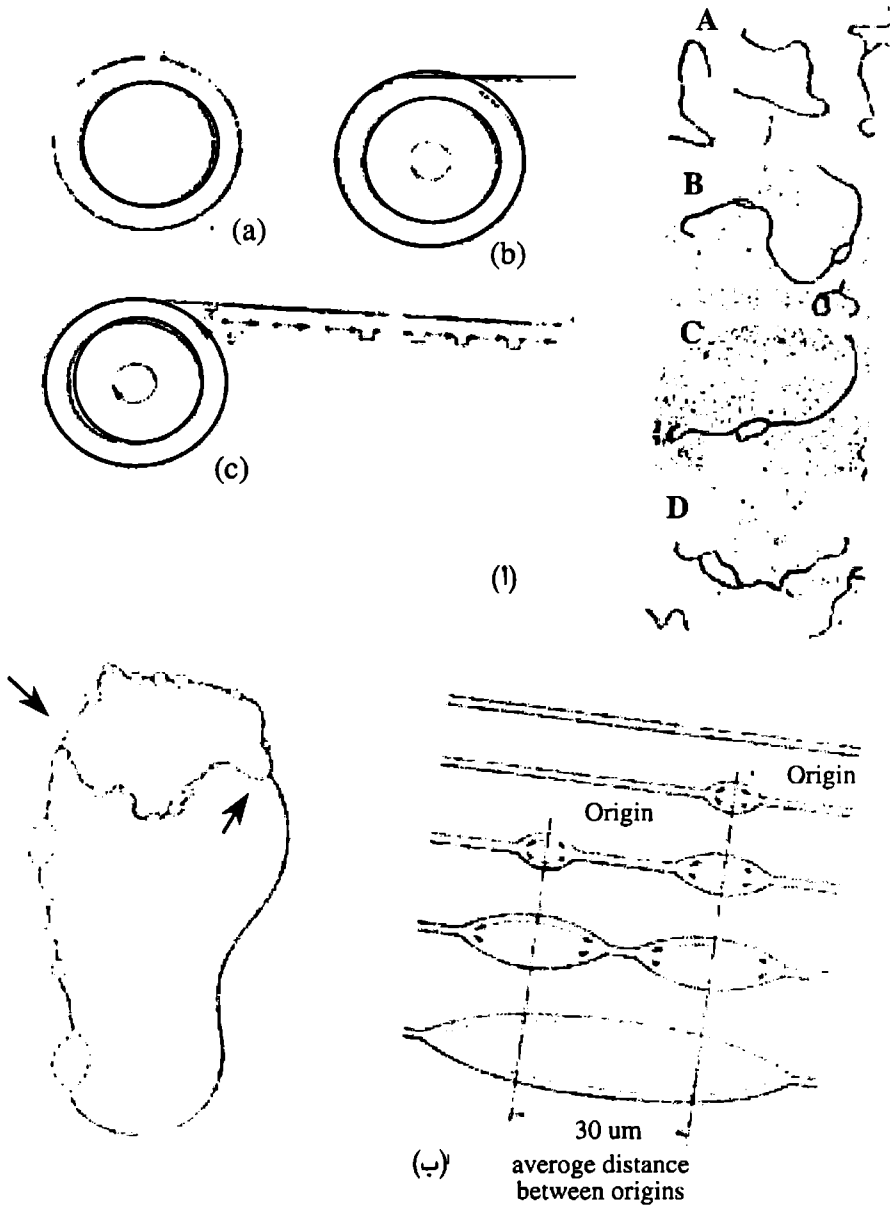 A
(a)
(b)
B
C
(c)
D
(أ)
Origin
Origin
30 um
averoge distance
between origins
(ب)